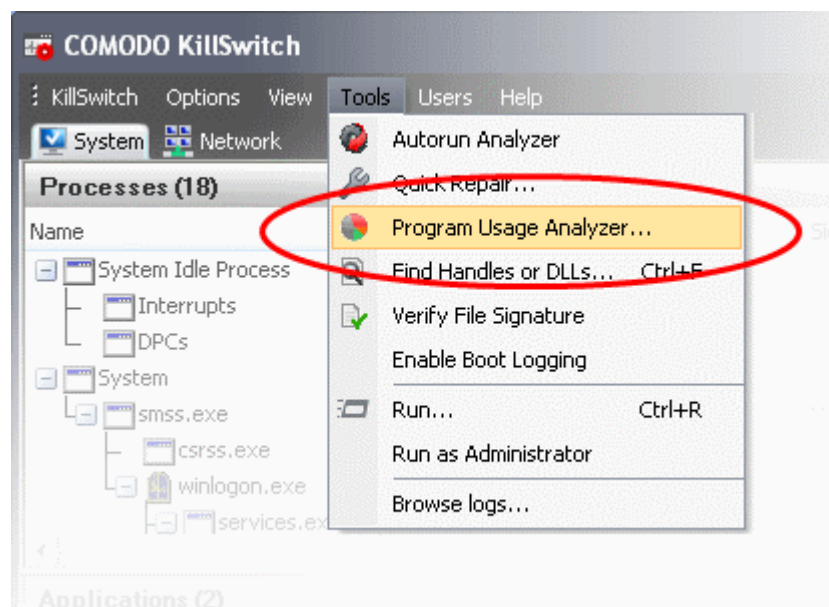 COMODO KillSwitch
KillSwitch Options View Tools Users Help
System Network
Processes (18)
Name
System Idle Process
Interrupts
DPCs
System
smss.exe
csrss.exe
winlogon.exe
Applications (2)
Autorun Analyzer
Quick Repair...
Program Usage Analyzer...
Find Handles or DLLs... Ctrl+F
Verify File Signature
Enable Boot Logging
Run... Ctrl+R
Run as Administrator
Browse logs...